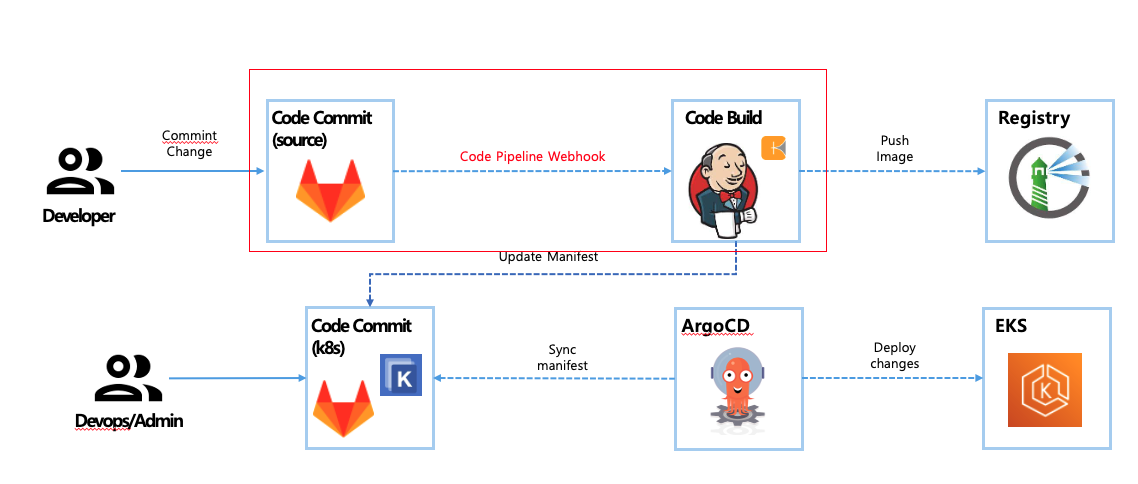 Code Commit
(source)
Code Build
Registry
Commint
Change
Code Pipeline Webhook
Push
Image
Developer
Update Manifest
Code Commit
(k8s)
K
ArgoCD
EKS
Sync
manifest
Deploy
changes
K
Devops/Admin